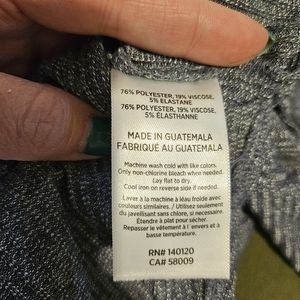 76% POLYESTER, 19% VISCOSE,
5% ELASTANE
76% POLYESTER, 19% VISCOSE,
5% ÉLASTHANNE
MADE IN GUATEMALA
FABRIQUÉ AU GUATEMALA
Machine wash cold with like colors.
Only non-chlorine bleach when needed.
Lay flat to dry.
Cool iron on reverse side if needed.
Laver à la machine à léau froide avec
couleurs similaires. / Utilisez seulement
du javellisant sans chlore, si nécessaire.
Étendre à plat pour sécher.
Repasser le vêtement à l´envers et à
basse température.
RN# 140120
CA# 58009